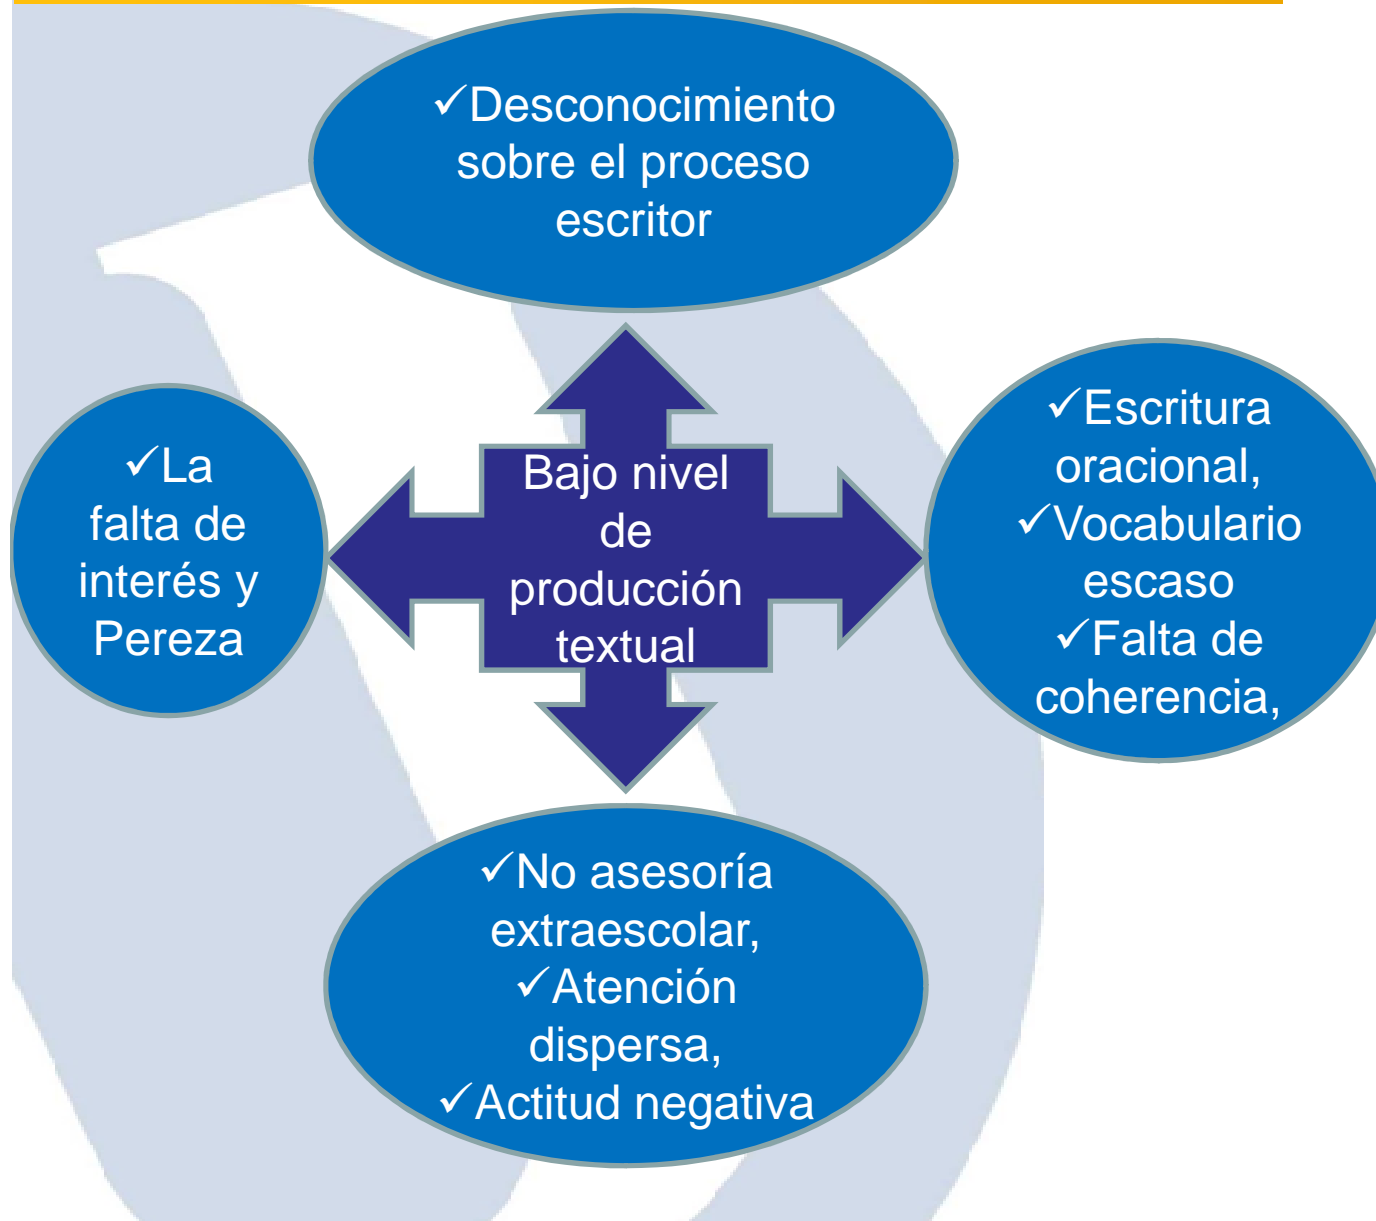 ✓Desconocimiento
sobre el proceso
escritor
✓La
falta de
interés y
Pereza
Bajo nivel
de
producción
textual
✓Escritura
oracional,
✓Vocabulario
escaso
✓Falta de
coherencia,
✓No asesoría
extraescolar,
✓Atención
dispersa,
✓Actitud negativa